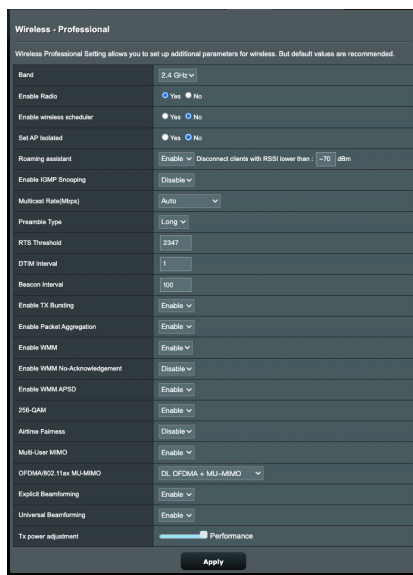 Wireless - Professional
Wireless Professional Setting allows you to set up additional parameters for wireless. But default values are recommended.
Band 2.4 GHz
Enable Radio Yes No
Enable wireless scheduler Yes No
Set AP Isolated Yes No
Roaming assistant Enable Disconnect clients with RSSI lower than : -70 dBm
Enable IGMP Snooping Disable
Multicast Rate(Mbps) Auto
Preamble Type Long
RTS Threshold 2347
DTIM Interval 1
Beacon Interval 100
Enable TX Bursting Enable
Enable Packet Aggregation Enable
Enable WMM Enable
Enable WMM No-Acknowledgement Disable
Enable WMM APSD Enable
256-QAM Enable
Airtime Fairness Disable
Multi-User MIMO Enable
OFDMA/802.11ax MU-MIMO DL OFDMA + MU-MIMO
Explicit Beamforming Enable
Universal Beamforming Enable
Tx power adjustment Performance
Apply